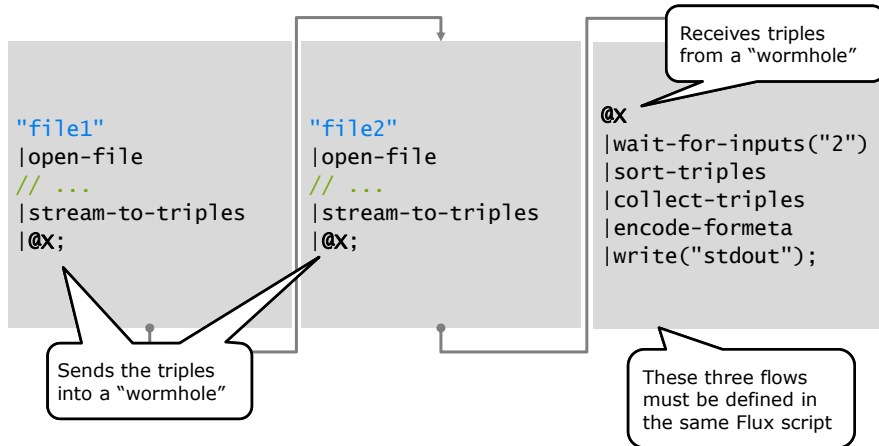 "file1"
|open-file
// ...
|stream-to-triples
|@x;
Sends the triples
into a “wormhole”
"file2"
|open-file
// ...
|stream-to-triples
|@x;
Receives triples
from a “wormhole”
@x
|wait-for-inputs("2")
|sort-triples
|collect-triples
|encode-formeta
|write("stdout");
These three flows
must be defined in
the same Flux script